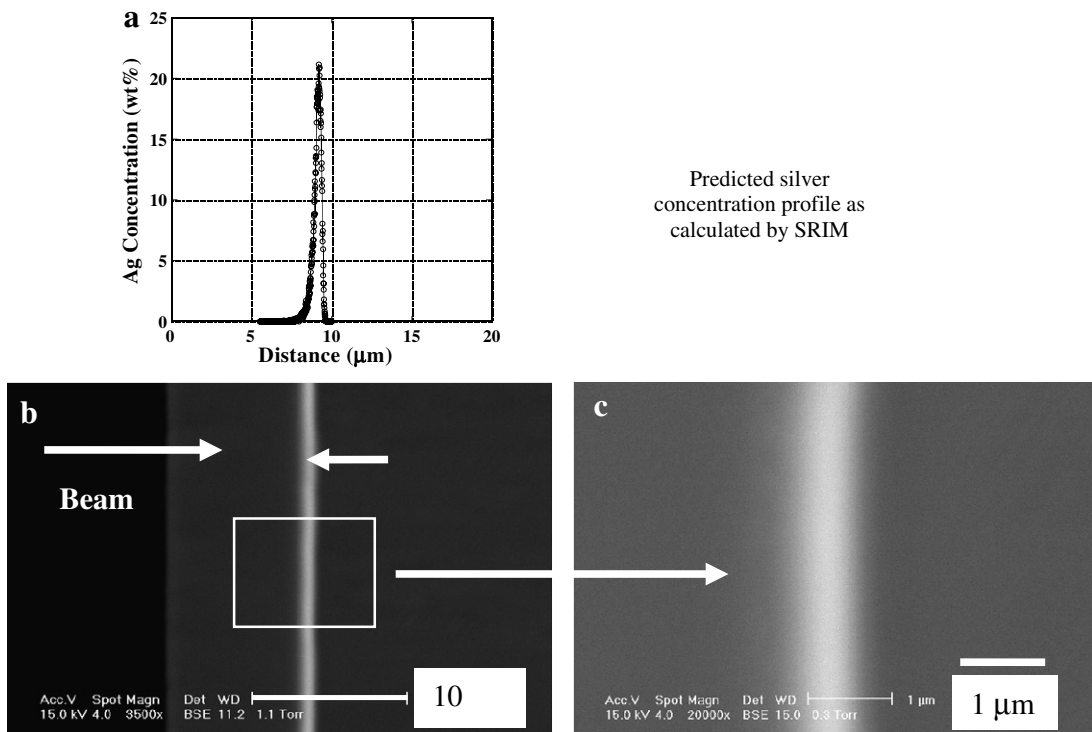 a
25
20
15
10
5
0
Ag Concentration (wt%)
0 5 10 15 20
Distance (μm)
Predicted silver
concentration profile as
calculated by SRIM
b
Beam
Acc.V Spot Magn Det WD
15.0 kV 4.0 3500x BSE 11.2 1.1 Torr
10
c
Acc.V Spot Magn Det WD 1 μm
15.0 kV 4.0 20000x BSE 15.0 0.3 Torr
1 μm